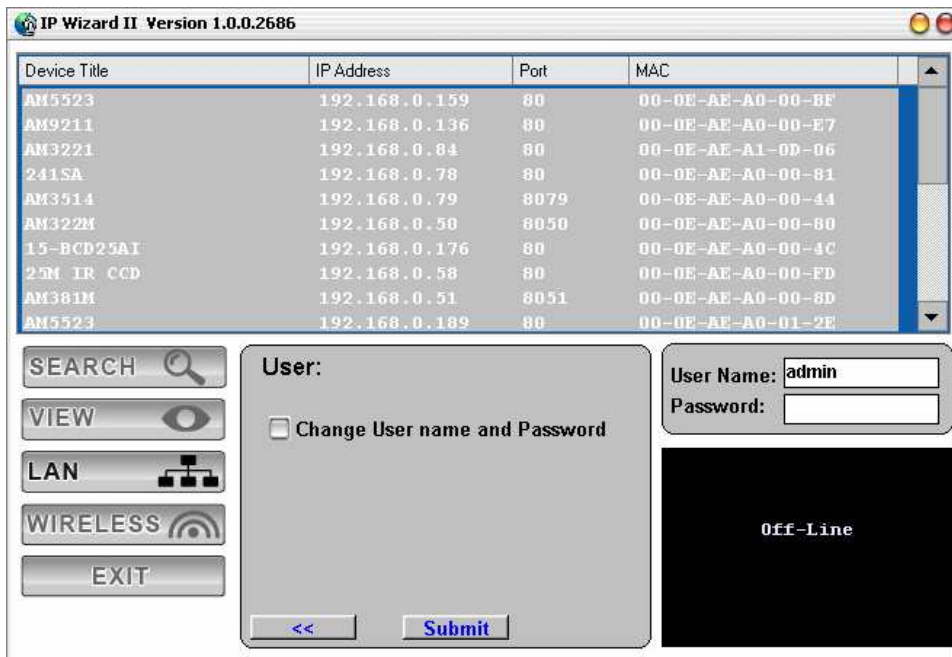 IP Wizard II Version 1.0.0.2686
Device Title IP Address Port MAC
AM5523 192.168.0.159 80 00-0E-AE-A0-00-BF
AM9211 192.168.0.136 80 00-0E-AE-A0-00-E7
AM3221 192.168.0.84 80 00-0E-AE-A1-0D-06
241SA 192.168.0.78 80 00-0E-AE-A0-00-81
AM3514 192.168.0.79 8079 00-0E-AE-A0-00-44
AM322M 192.168.0.50 8050 00-0E-AE-A0-00-80
15-BCD25AI 192.168.0.176 80 00-0E-AE-A0-00-4C
25M IR CCD 192.168.0.58 80 00-0E-AE-A0-00-FD
AM381M 192.168.0.51 8051 00-0E-AE-A0-00-8D
AM5523 192.168.0.189 80 00-0E-AE-A0-01-2E
SEARCH
VIEW
LAN
WIRELESS
EXIT
User:
Change User name and Password
<<
Submit
User Name: admin
Password:
Off-Line